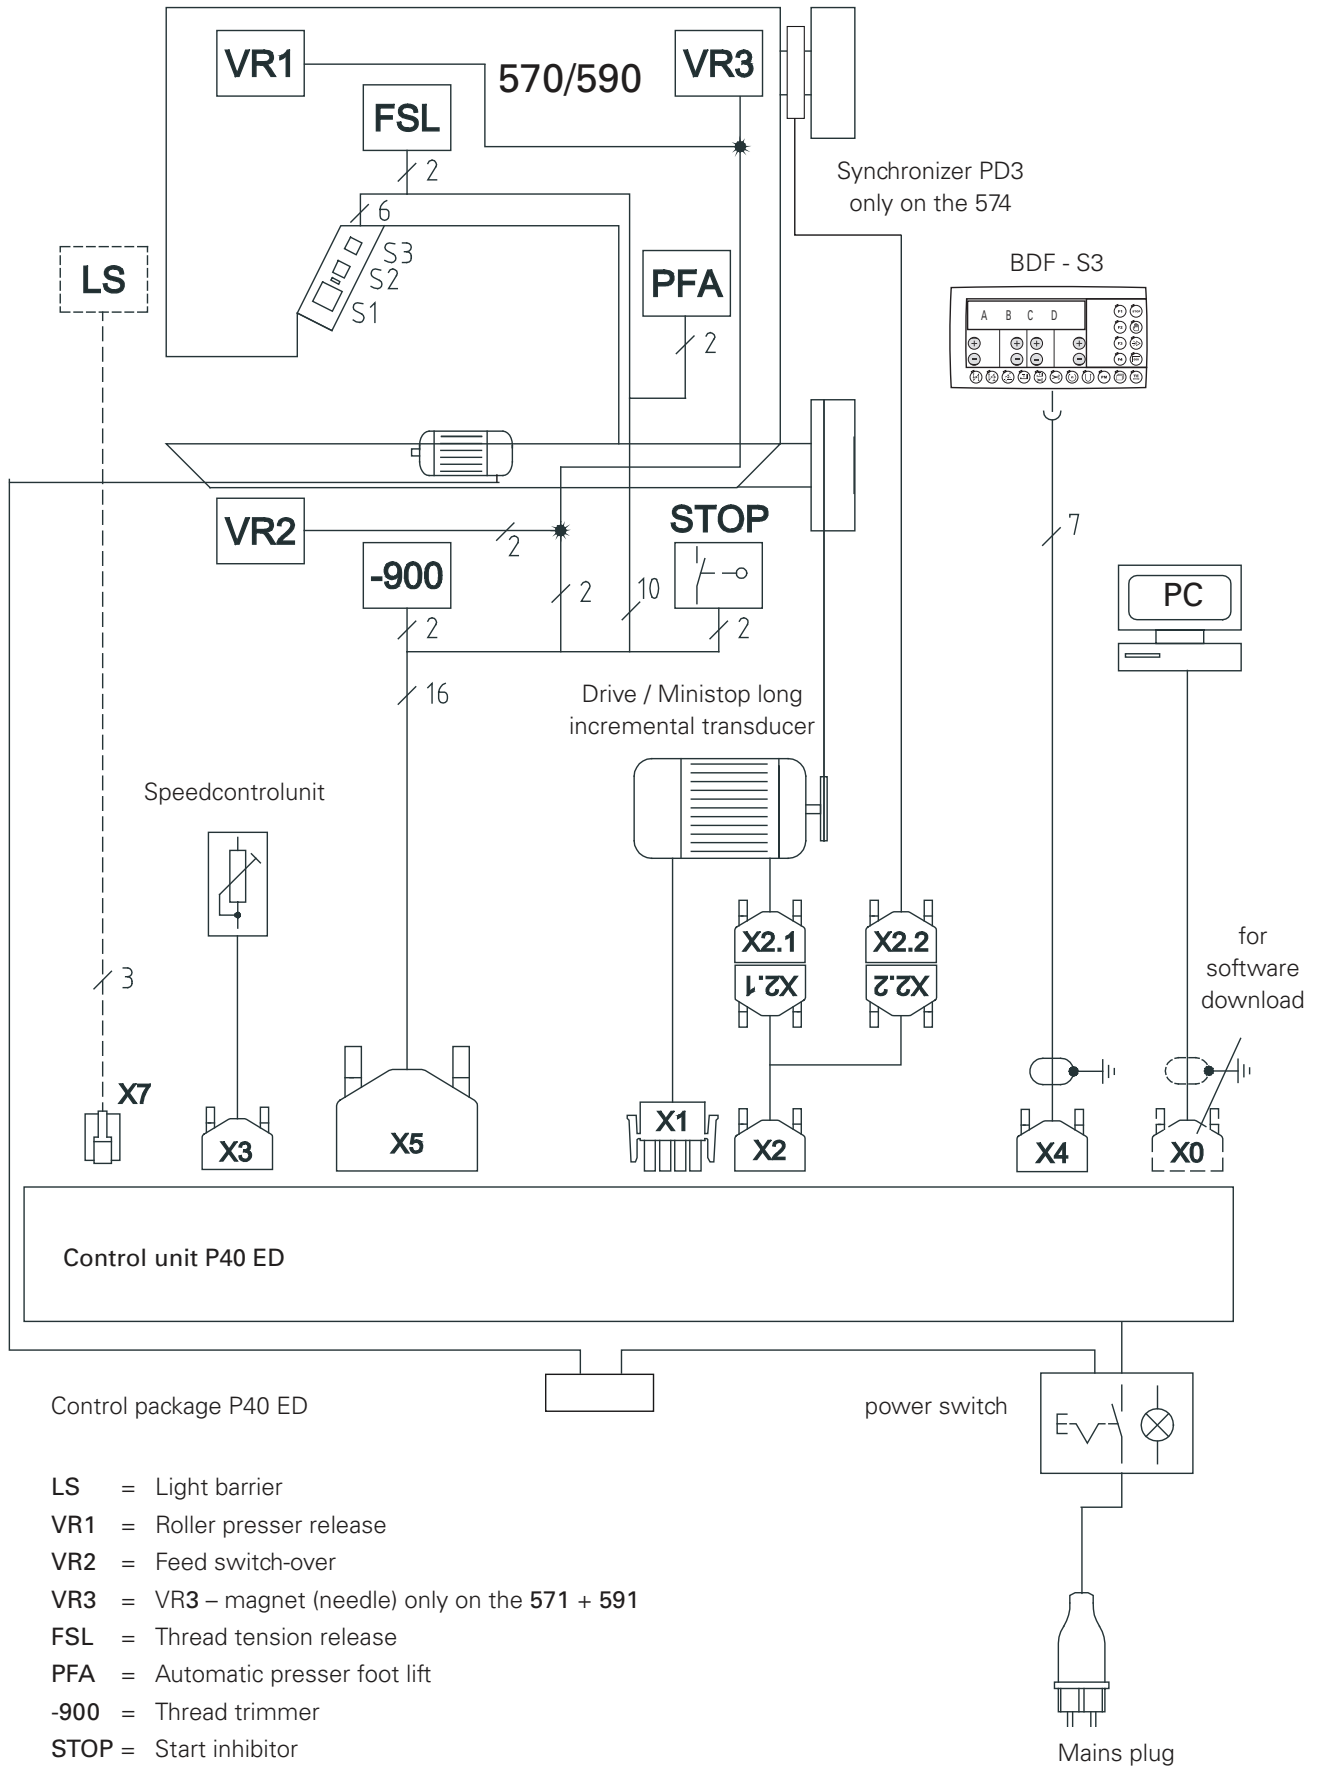 VR1
570/590
VR3
FSL
2
Synchronizer PD3
only on the 574
6
S3
S2
S1
LS
PFA
2
BDF - S3
A B C D
VR2
2
STOP
-900
2
2
10
2
7
PC
16
Drive / Ministop long
incremental transducer
Speedcontrolunit
X2.1
X2.2
X2.1
X2.2
for
software
download
3
X7
X3
X5
X1
X2
X4
X0
Control unit P40 ED
Control package P40 ED
power switch
LS = Light barrier
VR1 = Roller presser release
VR2 = Feed switch-over
VR3 = VR3 – magnet (needle) only on the 571 + 591
FSL = Thread tension release
PFA = Automatic presser foot lift
-900 = Thread trimmer
STOP = Start inhibitor
Mains plug